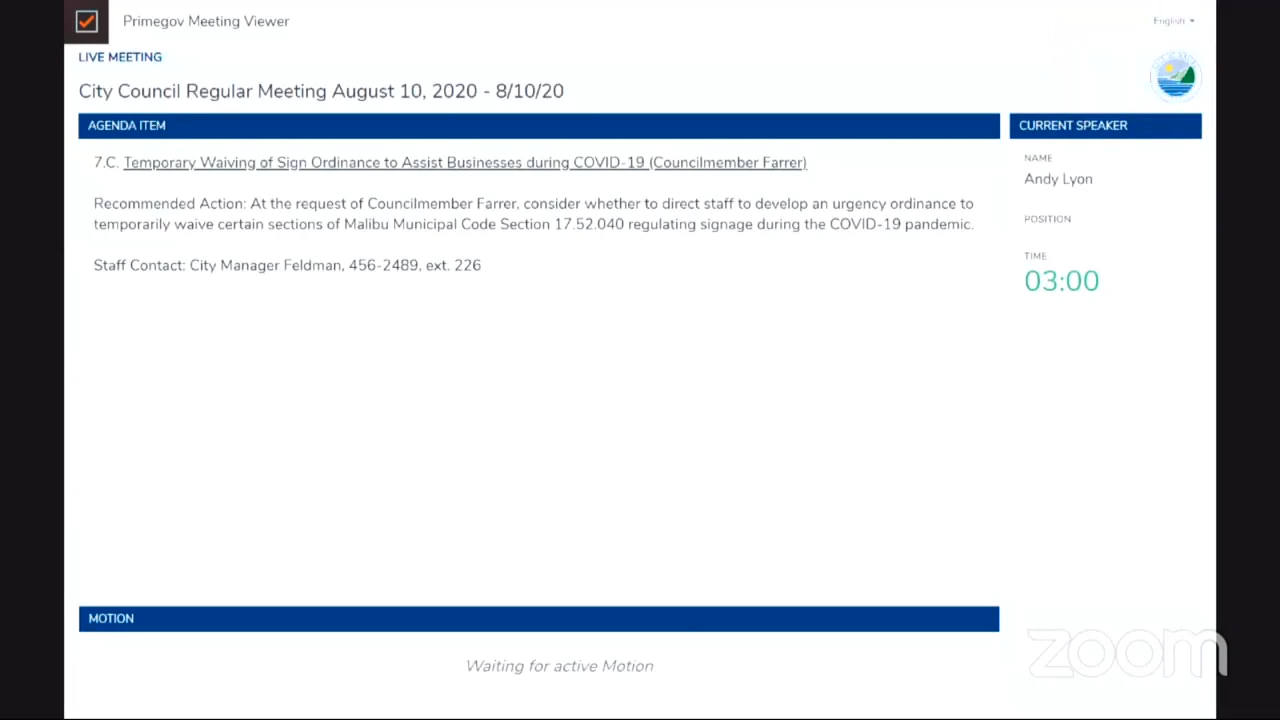 Primegov Meeting Viewer
English
LIVE MEETING
City Council Regular Meeting August 10, 2020 - 8/10/20
AGENDA ITEM
7.C. Temporary Waiving of Sign Ordinance to Assist Businesses during COVID-19 (Councilmember Farrer)
Recommended Action: At the request of Councilmember Farrer, consider whether to direct staff to develop an urgency ordinance to
temporarily waive certain sections of Malibu Municipal Code Section 17.52.040 regulating signage during the COVID-19 pandemic.
Staff Contact: City Manager Feldman, 456-2489, ext. 226
CURRENT SPEAKER
NAME
Andy Lyon
POSITION
TIME
03:00
MOTION
Waiting for active Motion
zoom